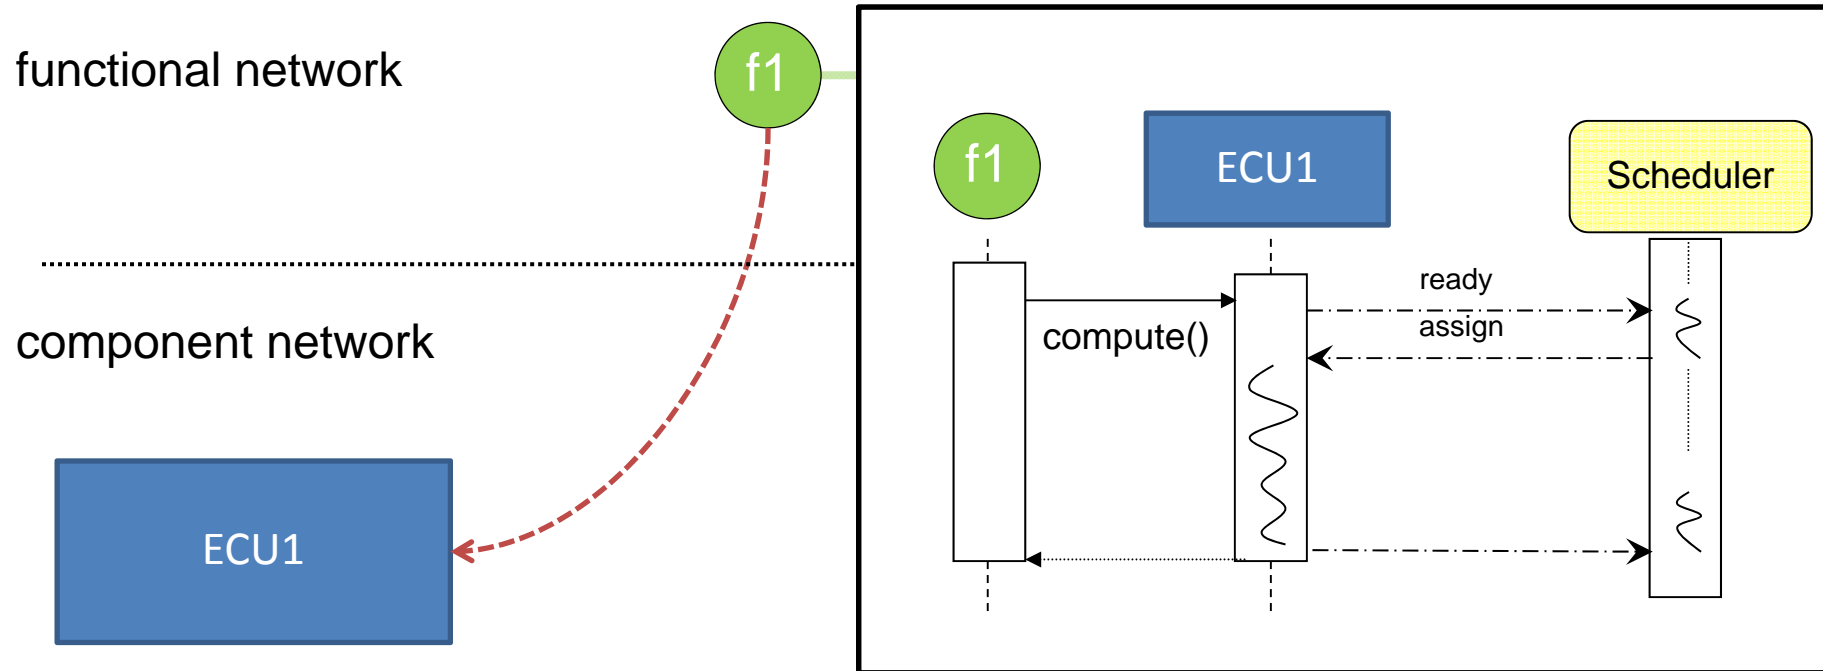 functional network
f1
component network
ECU1
f1
ECU1
Scheduler
compute()
ready
assign